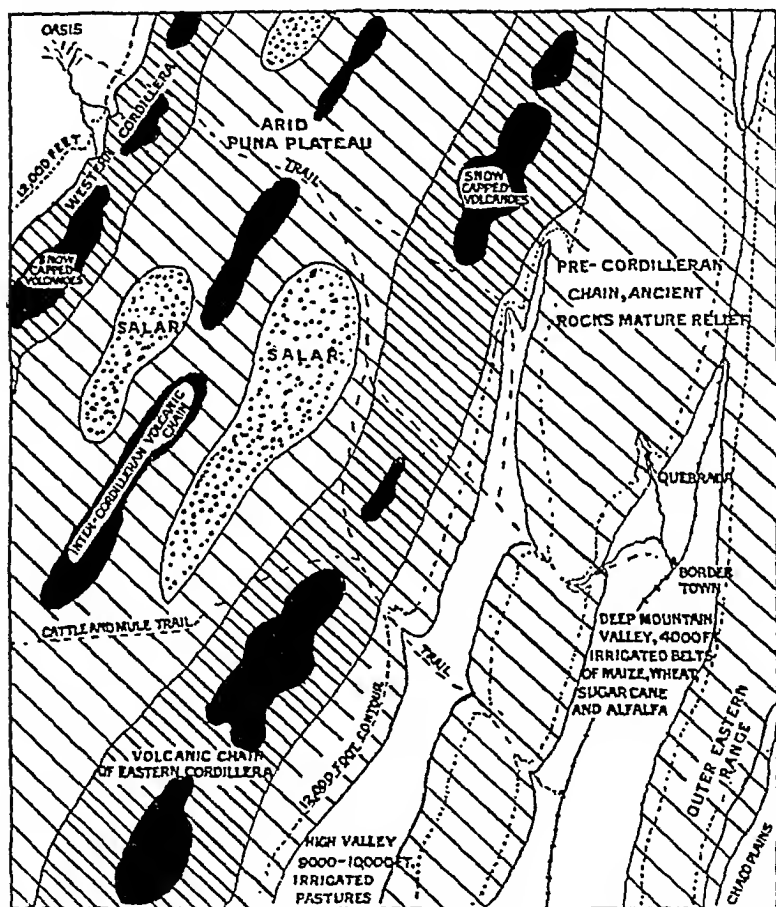 OASIS
12,000 FEET
WESTERN CORDILLERA
ARID
PUNA PLATEAU
TRAIL
SNOW
CAPPED
VOLCANOES
SNOW
CAPPED
VOLCANOES
PRE-CORDILLERAN
CHAIN, ANCIENT
ROCKS MATURE RELIEF
SALAR
SALAR
INTER-CORDILLERAN VOLCANIC
CHAIN
QUEBRADA
BORDER
TOWN
CATTLE AND MULE TRAIL
DEEP MOUNTAIN
VALLEY, 4000 FT
IRRIGATED BELTS
OF MAIZE, WHEAT,
SUGAR CANE
AND ALFALFA
TRAIL
12,000 FOOT CONTOUR
VOLCANIC CHAIN
OF EASTERN CORDILLERA
OUTER EASTERN
RANGE
HIGH VALLEY
9000-10,000 FT.
IRRIGATED
PASTURES
CHACO PLAINS